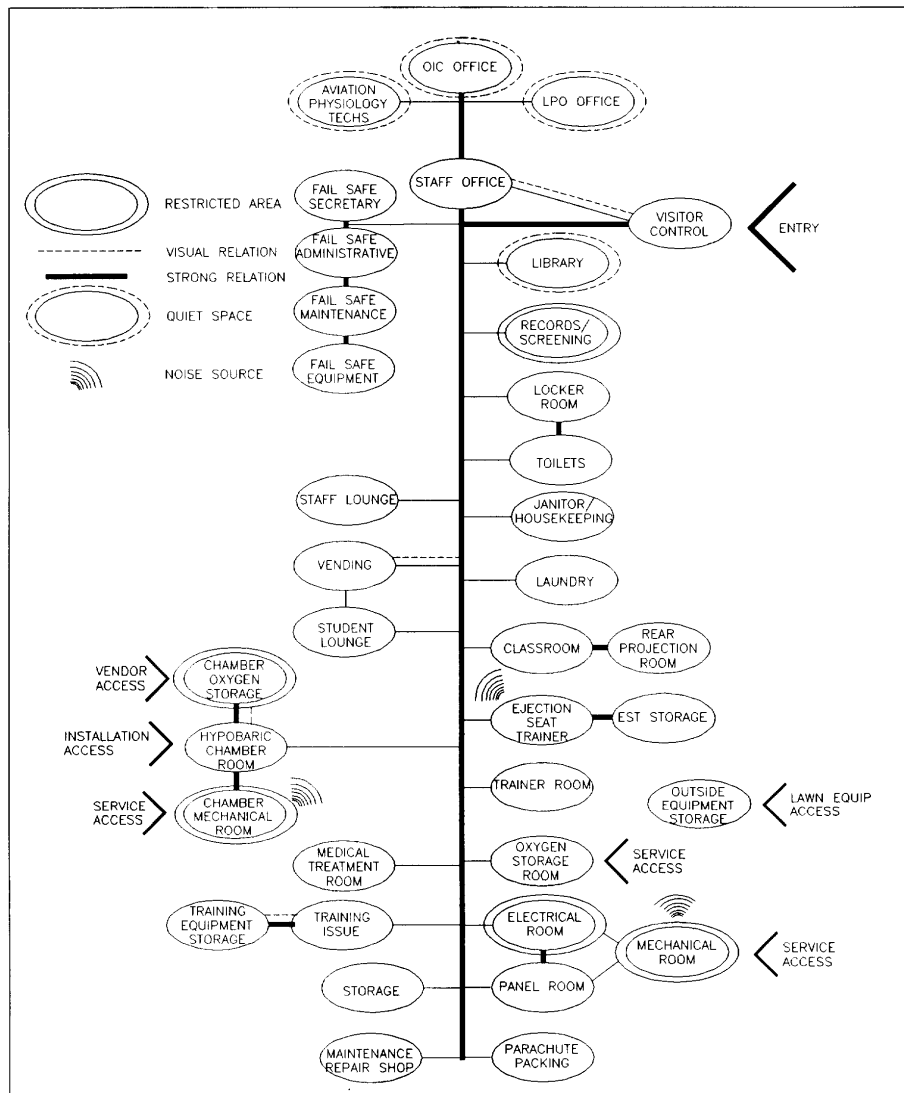 OIC OFFICE
AVIATION
PHYSIOLOGY
TECHS
LPO OFFICE
STAFF OFFICE
RESTRICTED AREA
VISUAL RELATION
STRONG RELATION
QUIET SPACE
NOISE SOURCE
FAIL SAFE
SECRETARY
FAIL SAFE
ADMINISTRATIVE
FAIL SAFE
MAINTENANCE
FAIL SAFE
EQUIPMENT
VISITOR
CONTROL
ENTRY
LIBRARY
RECORDS/
SCREENING
LOCKER
ROOM
TOILETS
STAFF LOUNGE
JANITOR/
HOUSEKEEPING
VENDING
LAUNDRY
STUDENT
LOUNGE
CLASSROOM
REAR
PROJECTION
ROOM
VENDOR
ACCESS
CHAMBER
OXYGEN
STORAGE
EJECTION
SEAT
TRAINER
EST STORAGE
INSTALLATION
ACCESS
HYPOBARIC
CHAMBER
ROOM
TRAINER ROOM
SERVICE
ACCESS
CHAMBER
MECHANICAL
ROOM
OUTSIDE
EQUIPMENT
STORAGE
LAWN EQUIP
ACCESS
MEDICAL
TREATMENT
ROOM
OXYGEN
STORAGE
ROOM
SERVICE
ACCESS
TRAINING
EQUIPMENT
STORAGE
TRAINING
ISSUE
ELECTRICAL
ROOM
MECHANICAL
ROOM
SERVICE
ACCESS
STORAGE
PANEL ROOM
MAINTENANCE
REPAIR SHOP
PARACHUTE
PACKING